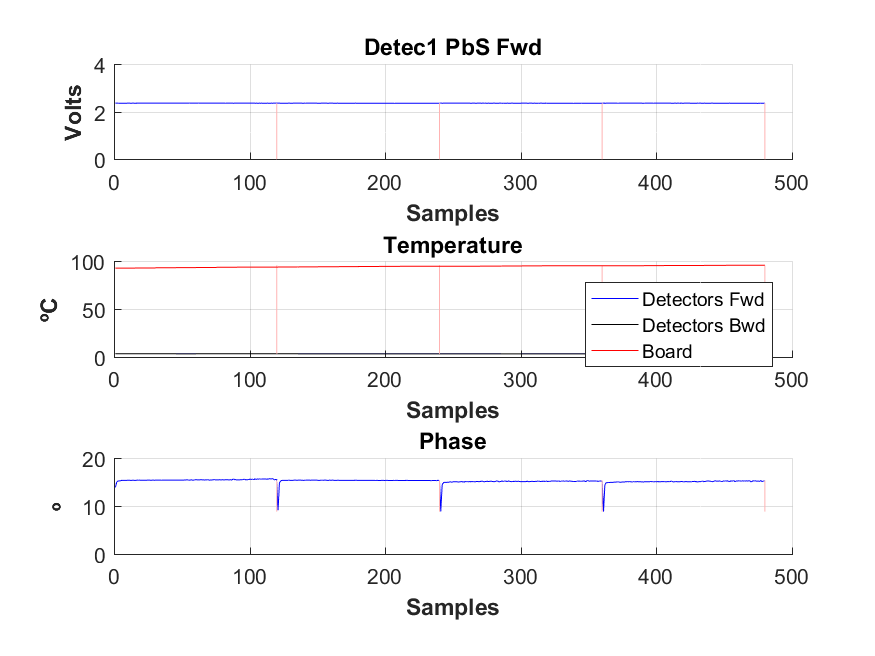 Detec1 PbS Fwd
4
2
0
Volts
0 100 200 300 400 500
Samples
Temperature
100
50
0
ºC
Detectors Fwd
Detectors Bwd
Board
0 100 200 300 400 500
Samples
Phase
20
10
0
º
0 100 200 300 400 500
Samples